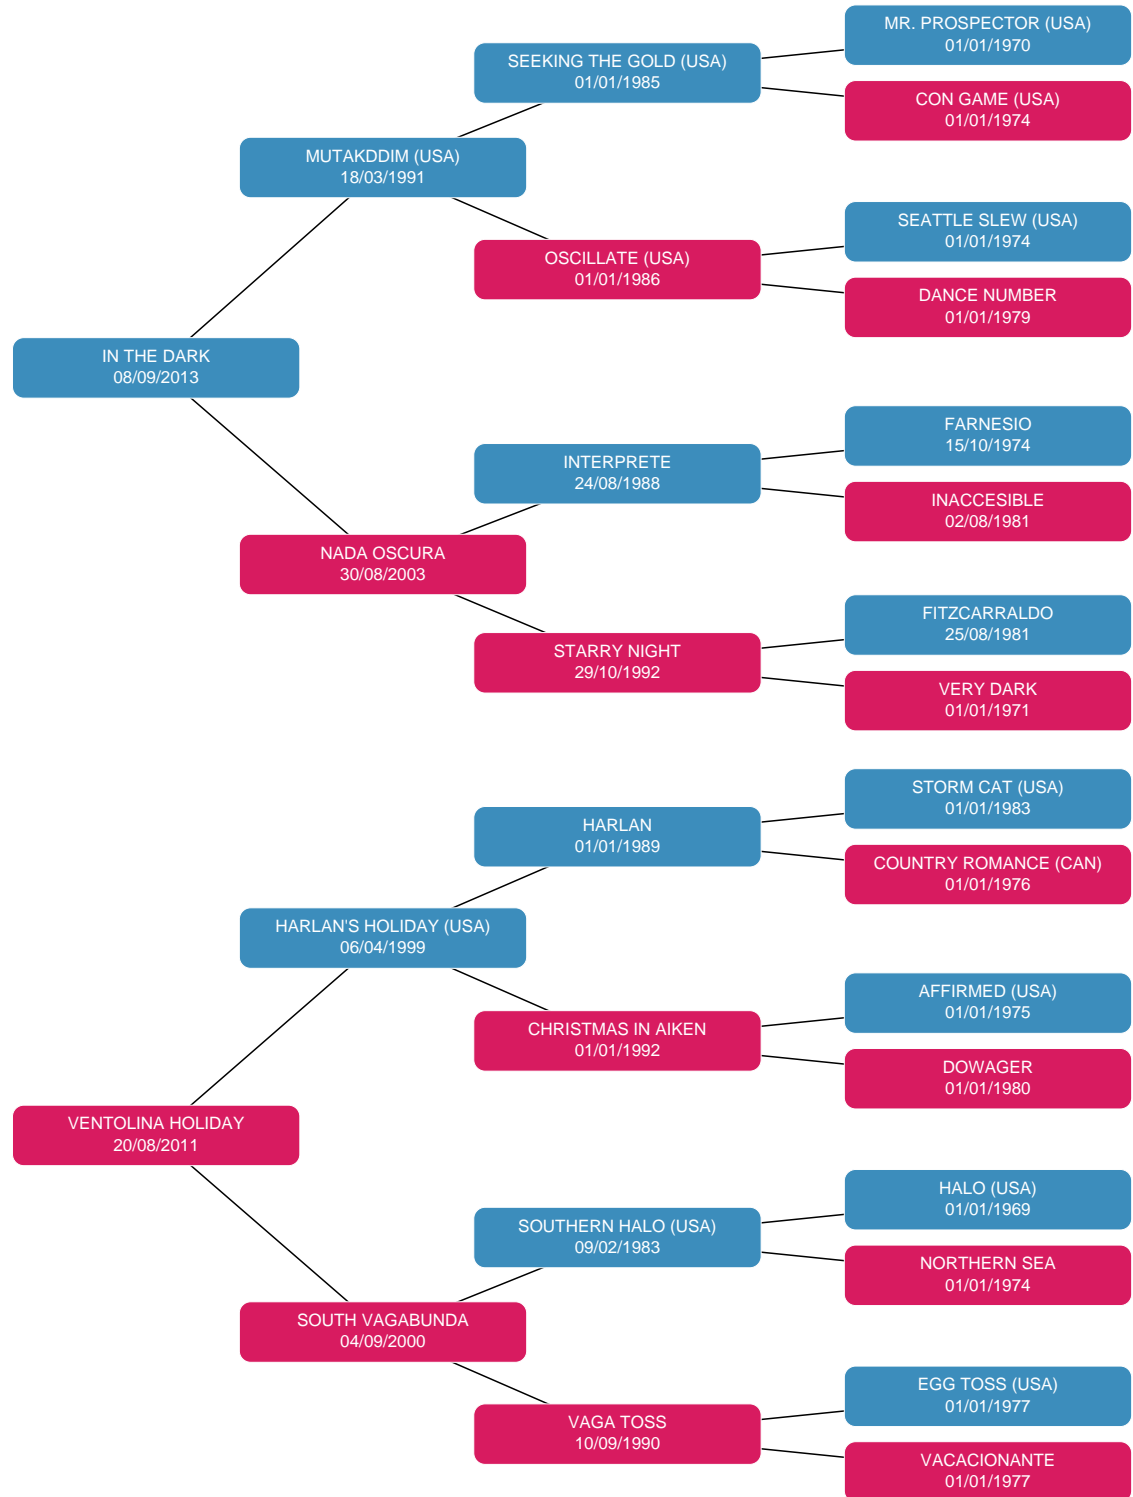 MR. PROSPECTOR (USA)
01/01/1970
SEEKING THE GOLD (USA)
01/01/1985
CON GAME (USA)
01/01/1974
MUTAKDDIM (USA)
18/03/1991
SEATTLE SLEW (USA)
01/01/1974
OSCILLATE (USA)
01/01/1986
DANCE NUMBER
01/01/1979
IN THE DARK
08/09/2013
FARNESIO
15/10/1974
INTERPRETE
24/08/1988
INACCESIBLE
02/08/1981
NADA OSCURA
30/08/2003
FITZCARRALDO
25/08/1981
STARRY NIGHT
29/10/1992
VERY DARK
01/01/1971
STORM CAT (USA)
01/01/1983
HARLAN
01/01/1989
COUNTRY ROMANCE (CAN)
01/01/1976
HARLAN'S HOLIDAY (USA)
06/04/1999
AFFIRMED (USA)
01/01/1975
CHRISTMAS IN AIKEN
01/01/1992
DOWAGER
01/01/1980
VENTOLINA HOLIDAY
20/08/2011
HALO (USA)
01/01/1969
SOUTHERN HALO (USA)
09/02/1983
NORTHERN SEA
01/01/1974
SOUTH VAGABUNDA
04/09/2000
EGG TOSS (USA)
01/01/1977
VAGA TOSS
10/09/1990
VACACIONANTE
01/01/1977